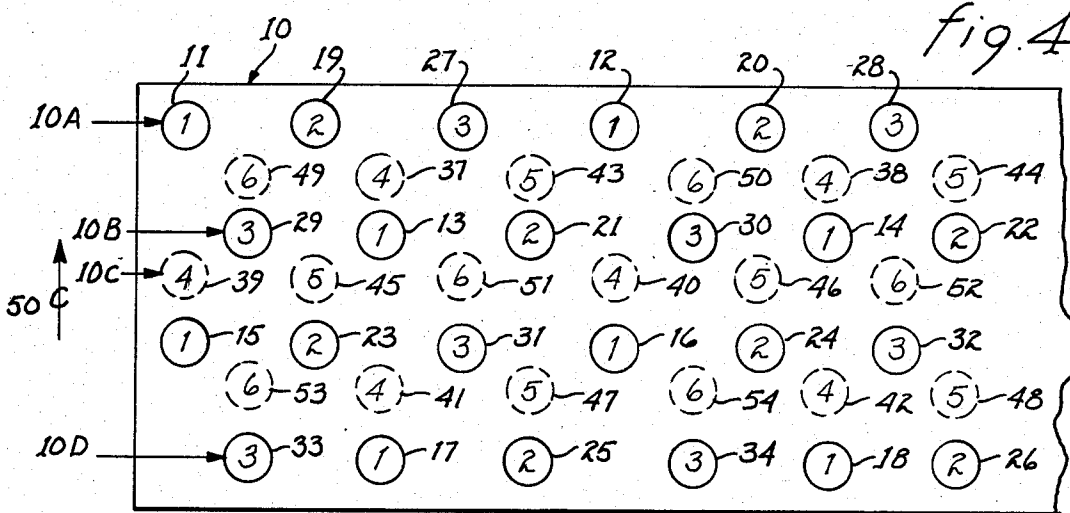 fig.4
10
11 19 27 12 20 28
10A 1 2 3 1 2 3
6 49 4 37 5 43 6 50 4 38 5 44
10B 3 29 1 13 2 21 3 30 1 14 2 22
10C 4 39 5 45 6 51 4 40 5 46 6 52
50 C
1 15 2 23 3 31 1 16 2 24 3 32
6 53 4 41 5 47 6 54 4 42 5 48
10D 3 33 1 17 2 25 3 34 1 18 2 26